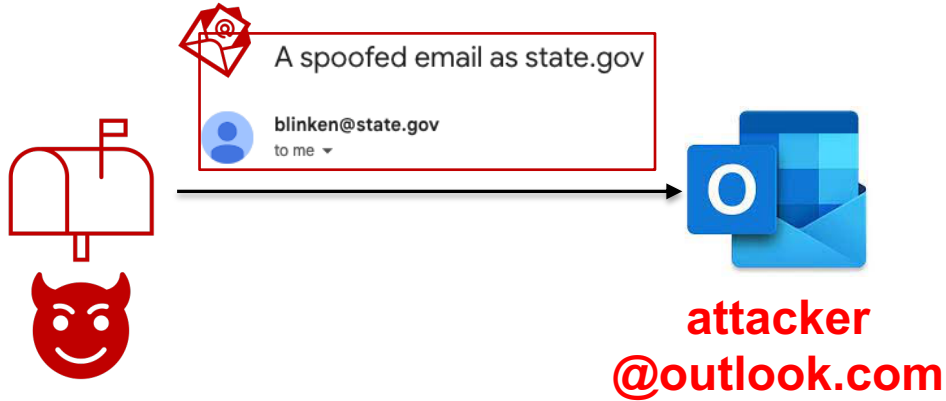 @
A spoofed email as state.gov
blinken@state.gov
to me
O
attacker
@outlook.com